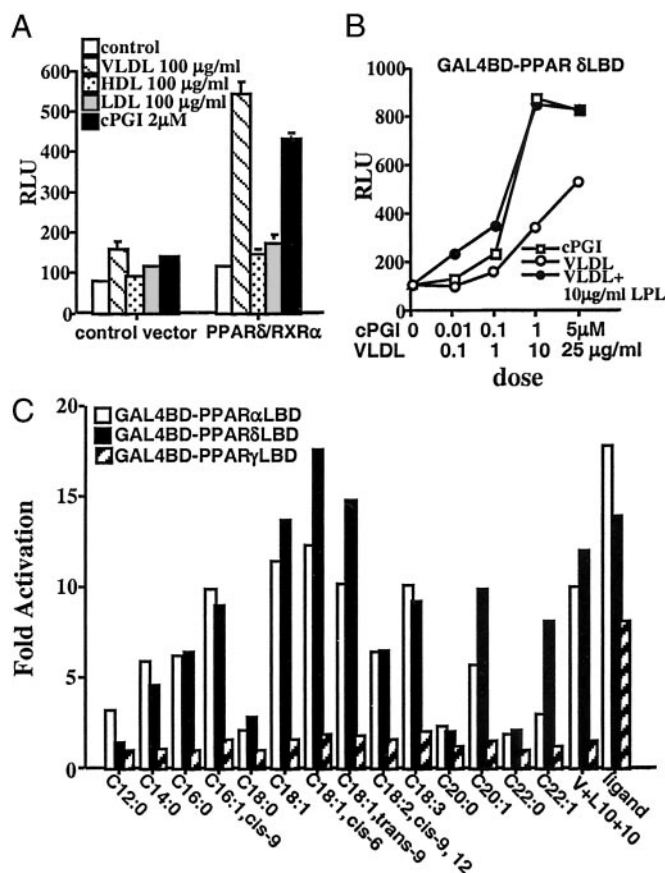 A
control
VLDL 100 μg/ml
HDL 100 μg/ml
LDL 100 μg/ml
cPGI 2μM
600
500
400
300
200
100
0
RLU
control vector PPARδ/RXRα
B
GAL4BD-PPAR δLBD
1000
800
600
400
200
0
RLU
cPGI
VLDL
VLDL+
10μg/ml LPL
cPGI 0 0.01 0.1 1 5μM
VLDL 0.1 1 10 25 μg/ml
dose
C
GAL4BD-PPARαLBD
GAL4BD-PPARδLBD
GAL4BD-PPARγLBD
20
15
10
5
0
Fold Activation
C12:0
C14:0
C16:0
C16:1,cis-9
C18:0
C18:1
C18:1,cis-6
C18:1,trans-9
C18:2,cis-9, 12
C18:3
C20:0
C20:1
C22:0
C22:1
V+L10+10
ligand